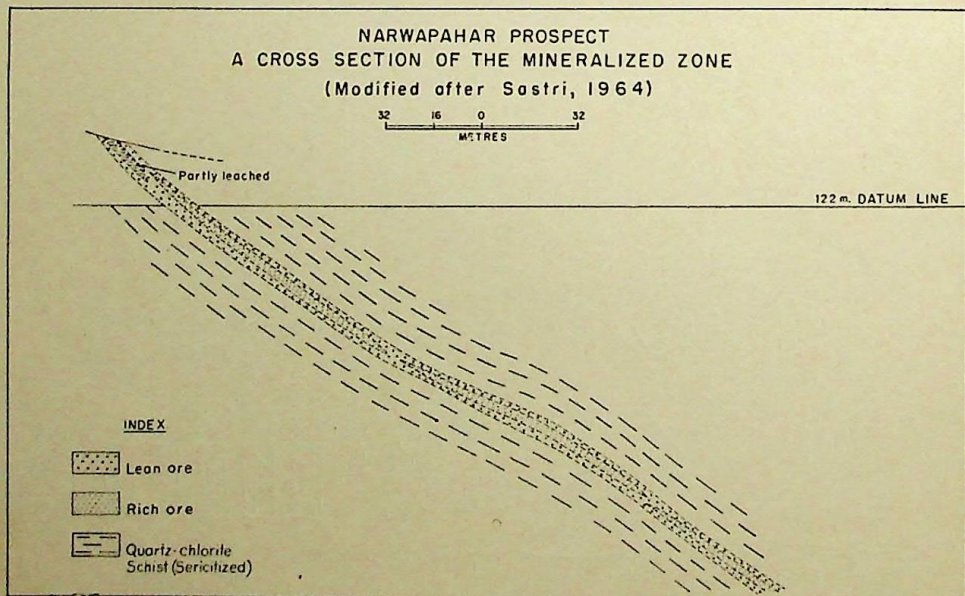 NARWAPAHAR PROSPECT
A CROSS SECTION OF THE MINERALIZED ZONE
(Modified after Sastri, 1964)
32 16 0 32
METRES
Partly leached
122 m. DATUM LINE
INDEX
Lean ore
Rich ore
Quartz-chlorite
Schist (Sericitized)